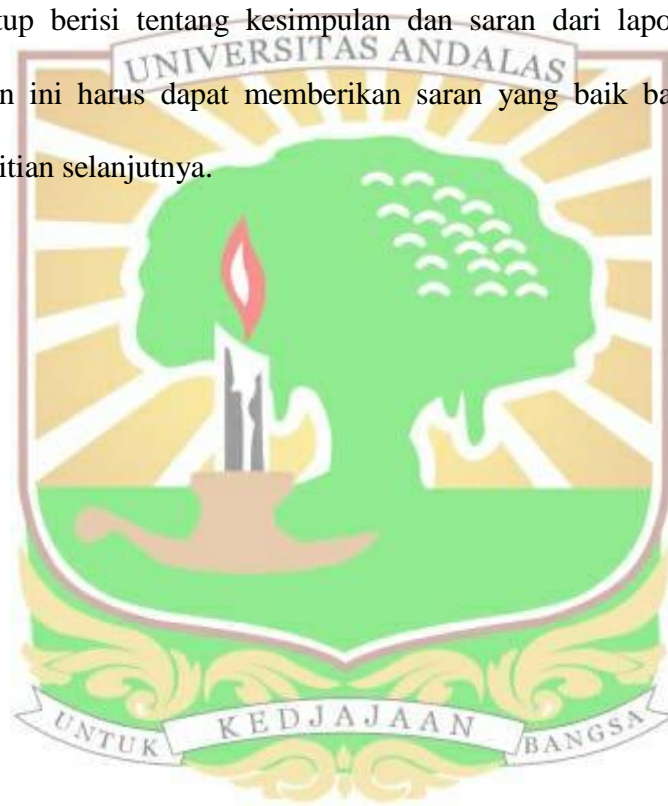 tup berisi tentang kesimpulan dan saran dari lapo
UNIVERSITAS ANDALAS
n ini harus dapat memberikan saran yang baik ba
itian selanjutnya.
UNTUK KEDJAJAAN BANGSA